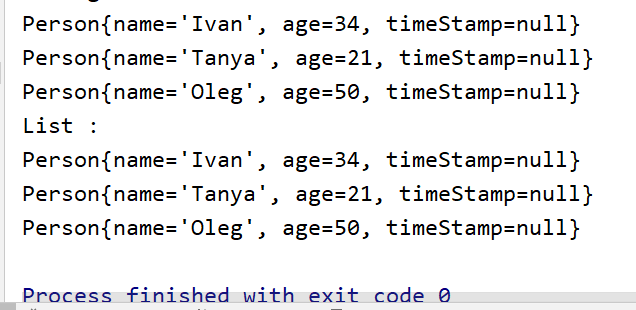 Person{name='Ivan', age=34, timeStamp=null}
Person{name='Tanya', age=21, timeStamp=null}
Person{name='Oleg', age=50, timeStamp=null}
List :
Person{name='Ivan', age=34, timeStamp=null}
Person{name='Tanya', age=21, timeStamp=null}
Person{name='Oleg', age=50, timeStamp=null}
Process finished with exit code 0